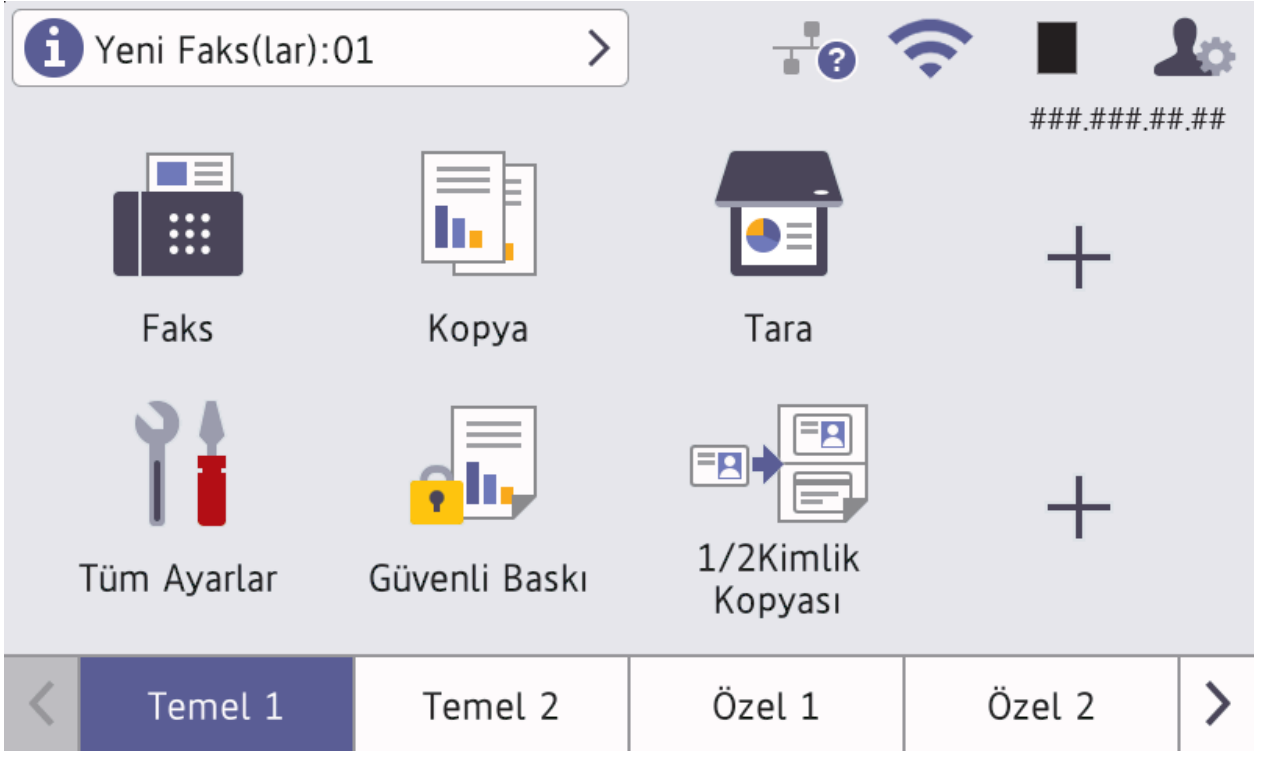 Yeni Faks(lar):01
###.###.##.##
Faks
Kopya
Tara
Tüm Ayarlar
Güvenli Baskı
1/2Kimlik
Kopyası
Temel 1
Temel 2
Özel 1
Özel 2